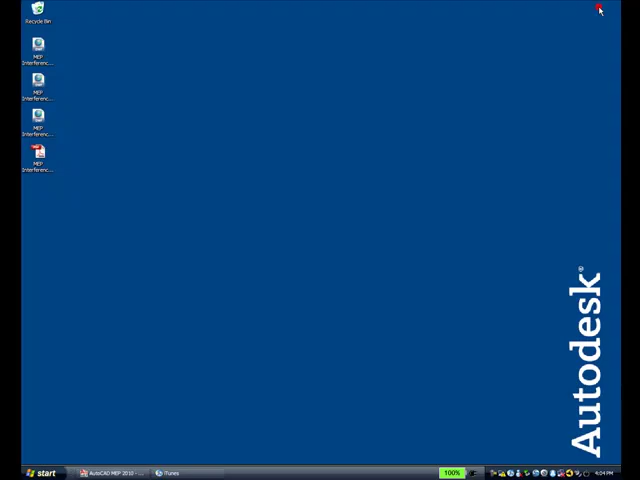 Recycle Bin
MEP
Interferenc...
MEP
Interferenc...
MEP
Interferenc...
MEP
Interferenc...
Autodesk®
start
AutoCAD MEP 2010 - ...
iTunes
100%
4:04 PM